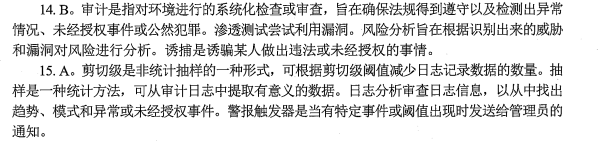 14. B。审计是指对环境进行的系统化检查或审查，旨在确保法规得到遵守以及检测出异常
情况、未经授权事件或公然犯罪。渗透测试尝试利用漏洞。风险分析旨在根据识别出来的威胁
和漏洞对风险进行分析。诱捕是诱骗某人做出违法或未经授权的事情。
15. A。剪切级是非统计抽样的一种形式，可根据剪切级阈值减少日志记录数据的数量。抽
样是一种统计方法，可从审计日志中提取有意义的数据。日志分析审查日志信息，以从中找出
趋势、模式和异常或未经授权事件。警报触发器是当有特定事件或阈值出现时发送给管理员的
通知。